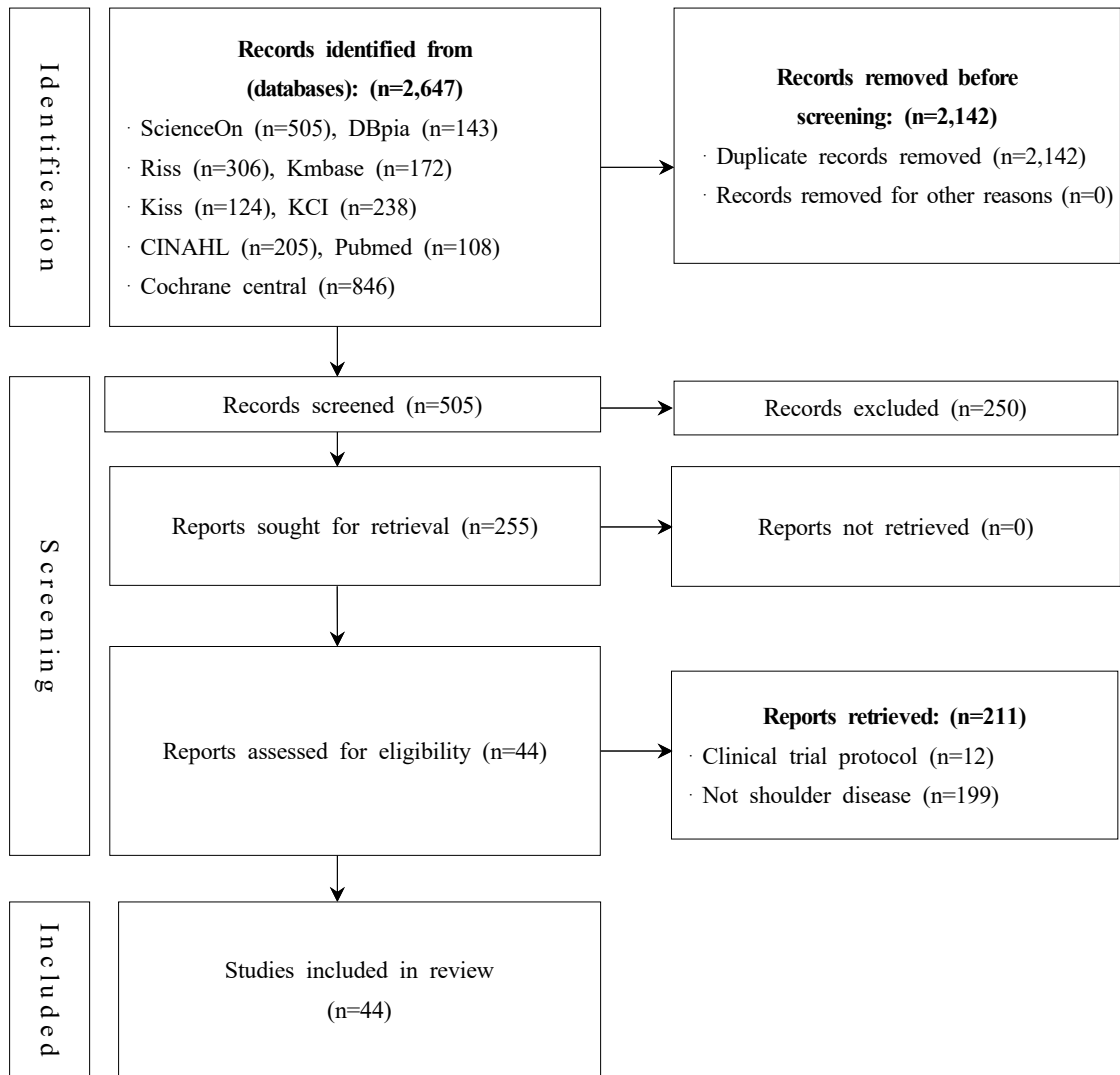 Identification
Records identified from
(databases): (n=2,647)
· ScienceOn (n=505), DBpia (n=143)
· Riss (n=306), Kmbase (n=172)
· Kiss (n=124), KCI (n=238)
· CINAHL (n=205), Pubmed (n=108)
· Cochrane central (n=846)
Records removed before
screening: (n=2,142)
· Duplicate records removed (n=2,142)
· Records removed for other reasons (n=0)
Screening
Records screened (n=505)
Records excluded (n=250)
Reports sought for retrieval (n=255)
Reports not retrieved (n=0)
Reports assessed for eligibility (n=44)
Reports retrieved: (n=211)
· Clinical trial protocol (n=12)
· Not shoulder disease (n=199)
Included
Studies included in review
(n=44)